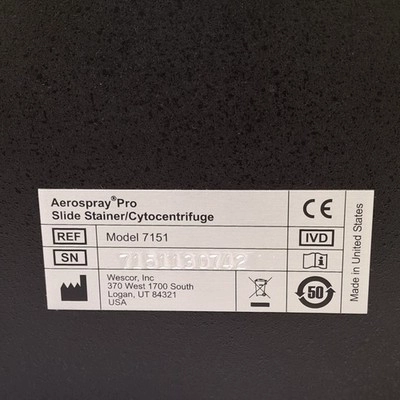 Aerospray®Pro
Slide Stainer/Cytocentrifuge
CE
REF Model 7151 IVD
SN 7151130742
Wescor, Inc
370 West 1700 South
Logan, UT 84321
USA
50
Made in United States